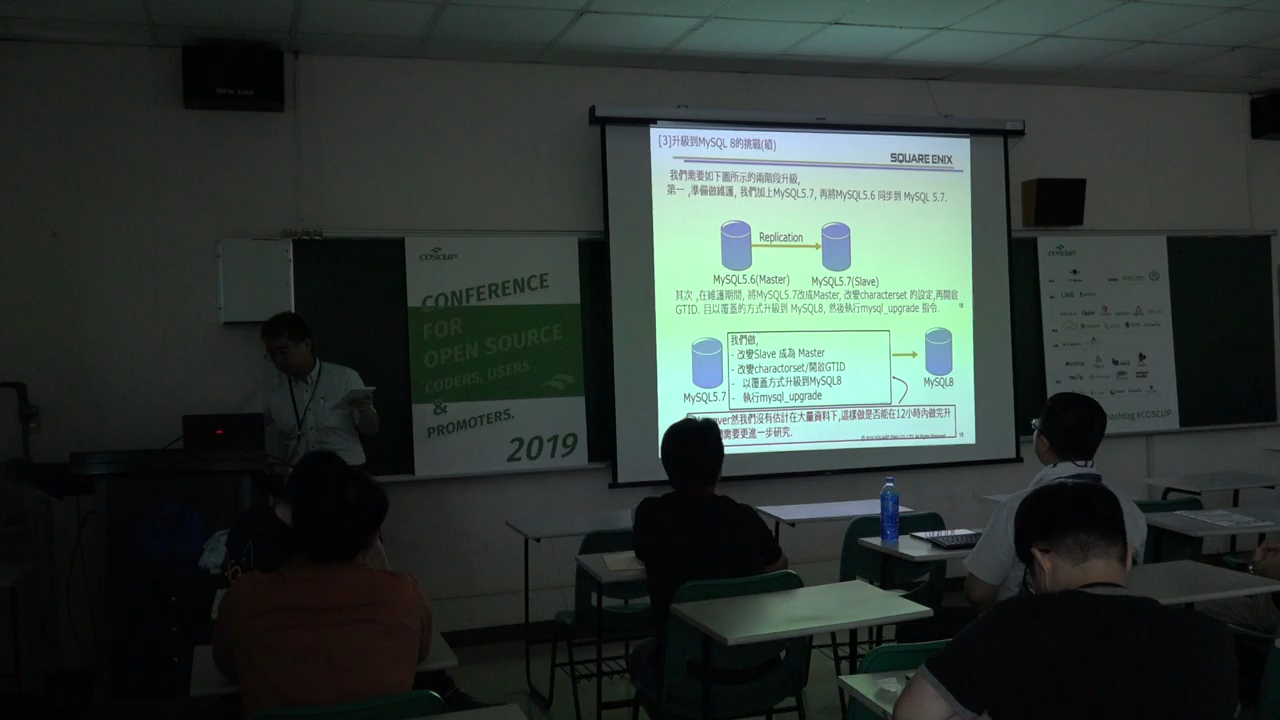 [3]升級到MySQL 8的挑戰(續)
SQUARE ENIX
我們需要如下圖所示的兩階段升級,
第一 ,準備做維護, 我們加上MySQL5.7, 再將MySQL5.6 同步到 MySQL 5.7.
Replication
MySQL5.6(Master)
MySQL5.7(Slave)
其次 ,在維護期間, 將MySQL5.7改成Master, 改變characterset 的設定,再開啟
GTID. 且以覆蓋的方式升級到 MySQL8, 然後執行mysql_upgrade 指令.
我們做,
- 改變Slave 成為 Master
- 改變charactorset/開啟GTID
- 以覆蓋方式升級到MySQL8
- 執行mysql_upgrade
MySQL5.7
MySQL8
然我們沒有估計在大量資料下,這樣做是否能在12小時內做完升
需要更進一步研究.
COSCUP
CONFERENCE
FOR
OPEN SOURCE
CODERS, USERS
&
PROMOTERS.
2019
COSCUP
LINE
hashtag #COSCUP